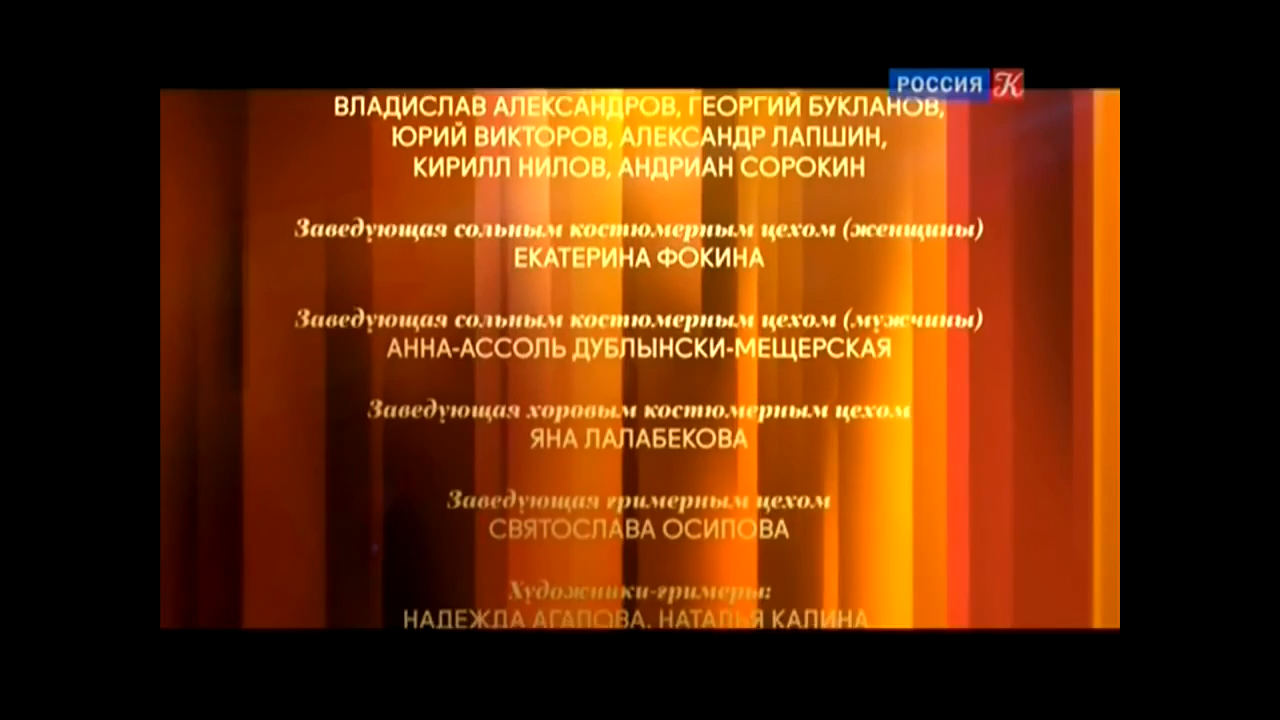 РОССИЯ К
ВЛАДИСЛАВ АЛЕКСАНДРОВ, ГЕОРГИЙ БУКЛАНОВ,
ЮРИЙ ВИКТОРОВ, АЛЕКСАНДР ЛАПШИН,
КИРИЛЛ НИЛОВ, АНДРИАН СОРОКИН
Заведующая сольным костюмерным цехом (женщины)
ЕКАТЕРИНА ФОКИНА
Заведующая сольным костюмерным цехом (мужчины)
АННА-АССОЛЬ ДУБЛЫНСКИ-МЕЩЕРСКАЯ
Заведующая хоровым костюмерным цехом
ЯНА ЛАЛАБЕКОВА
Заведующая гримерным цехом
СВЯТОСЛАВА ОСИПОВА
Художники-гримеры:
НАДЕЖДА АГАПОВА, НАТАЛЬЯ КАЛИНА